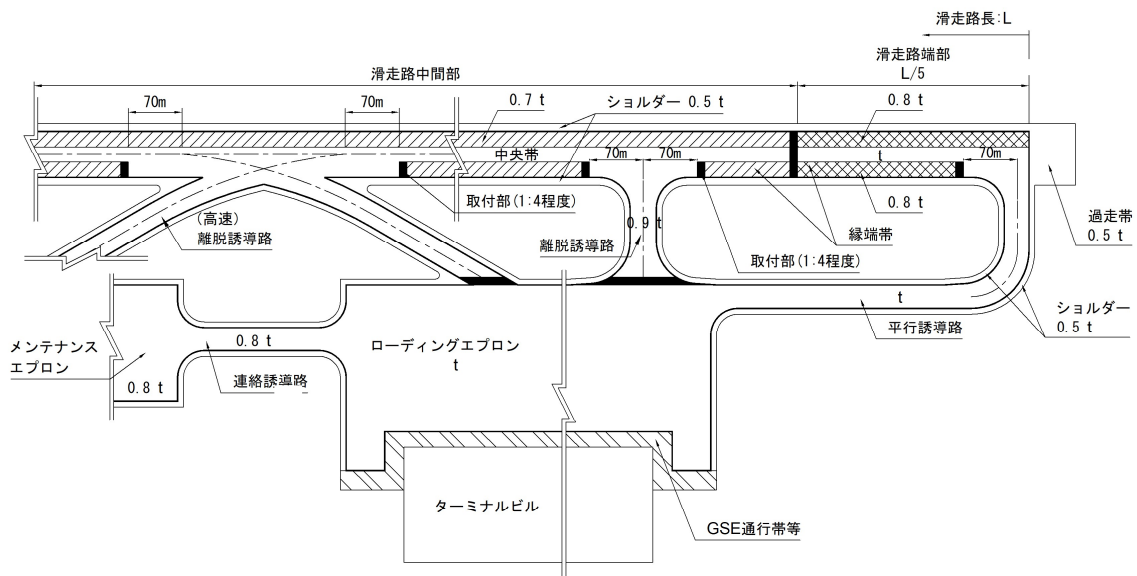 滑走路長:L
滑走路端部
L/5
滑走路中間部
70m
70m
0.7 t
ショルダー 0.5 t
0.8 t
中央帯
70m
70m
t
70m
取付部(1:4程度)
0.8 t
(高速)
離脱誘導路
0.9 t
離脱誘導路
縁端帯
過走帯
0.5 t
取付部(1:4程度)
t
平行誘導路
ショルダー
0.5 t
メンテナンス
エプロン
0.8 t
ローディングエプロン
t
0.8 t
連絡誘導路
ターミナルビル
GSE通行帯等